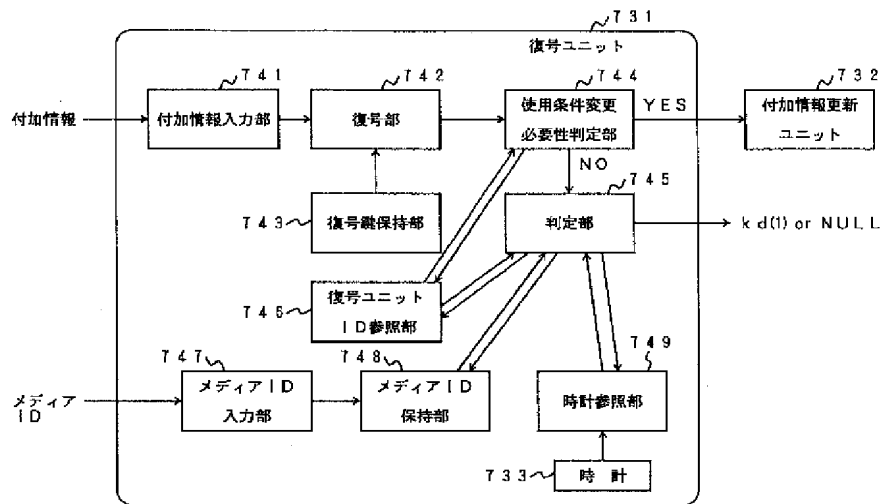 731
復号ユニット
741
742
744
732
付加情報
付加情報入力部
復号部
使用条件変更
必要性判定部
YES
付加情報更新
ユニット
NO
745
743
復号鍵保持部
判定部
kd(1) or NULL
746
復号ユニット
ID参照部
747
748
749
メディア
ID
メディアID
入力部
メディアID
保持部
時計参照部
733
時計